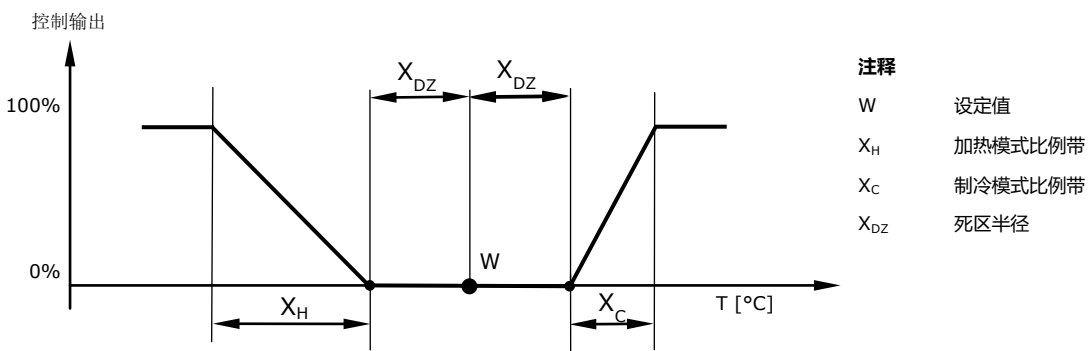 控制输出
100%
0%
X_DZ
X_DZ
W
X_H
X_C
T [°C]
注释
W 设定值
X_H 加热模式比例带
X_C 制冷模式比例带
X_DZ 死区半径